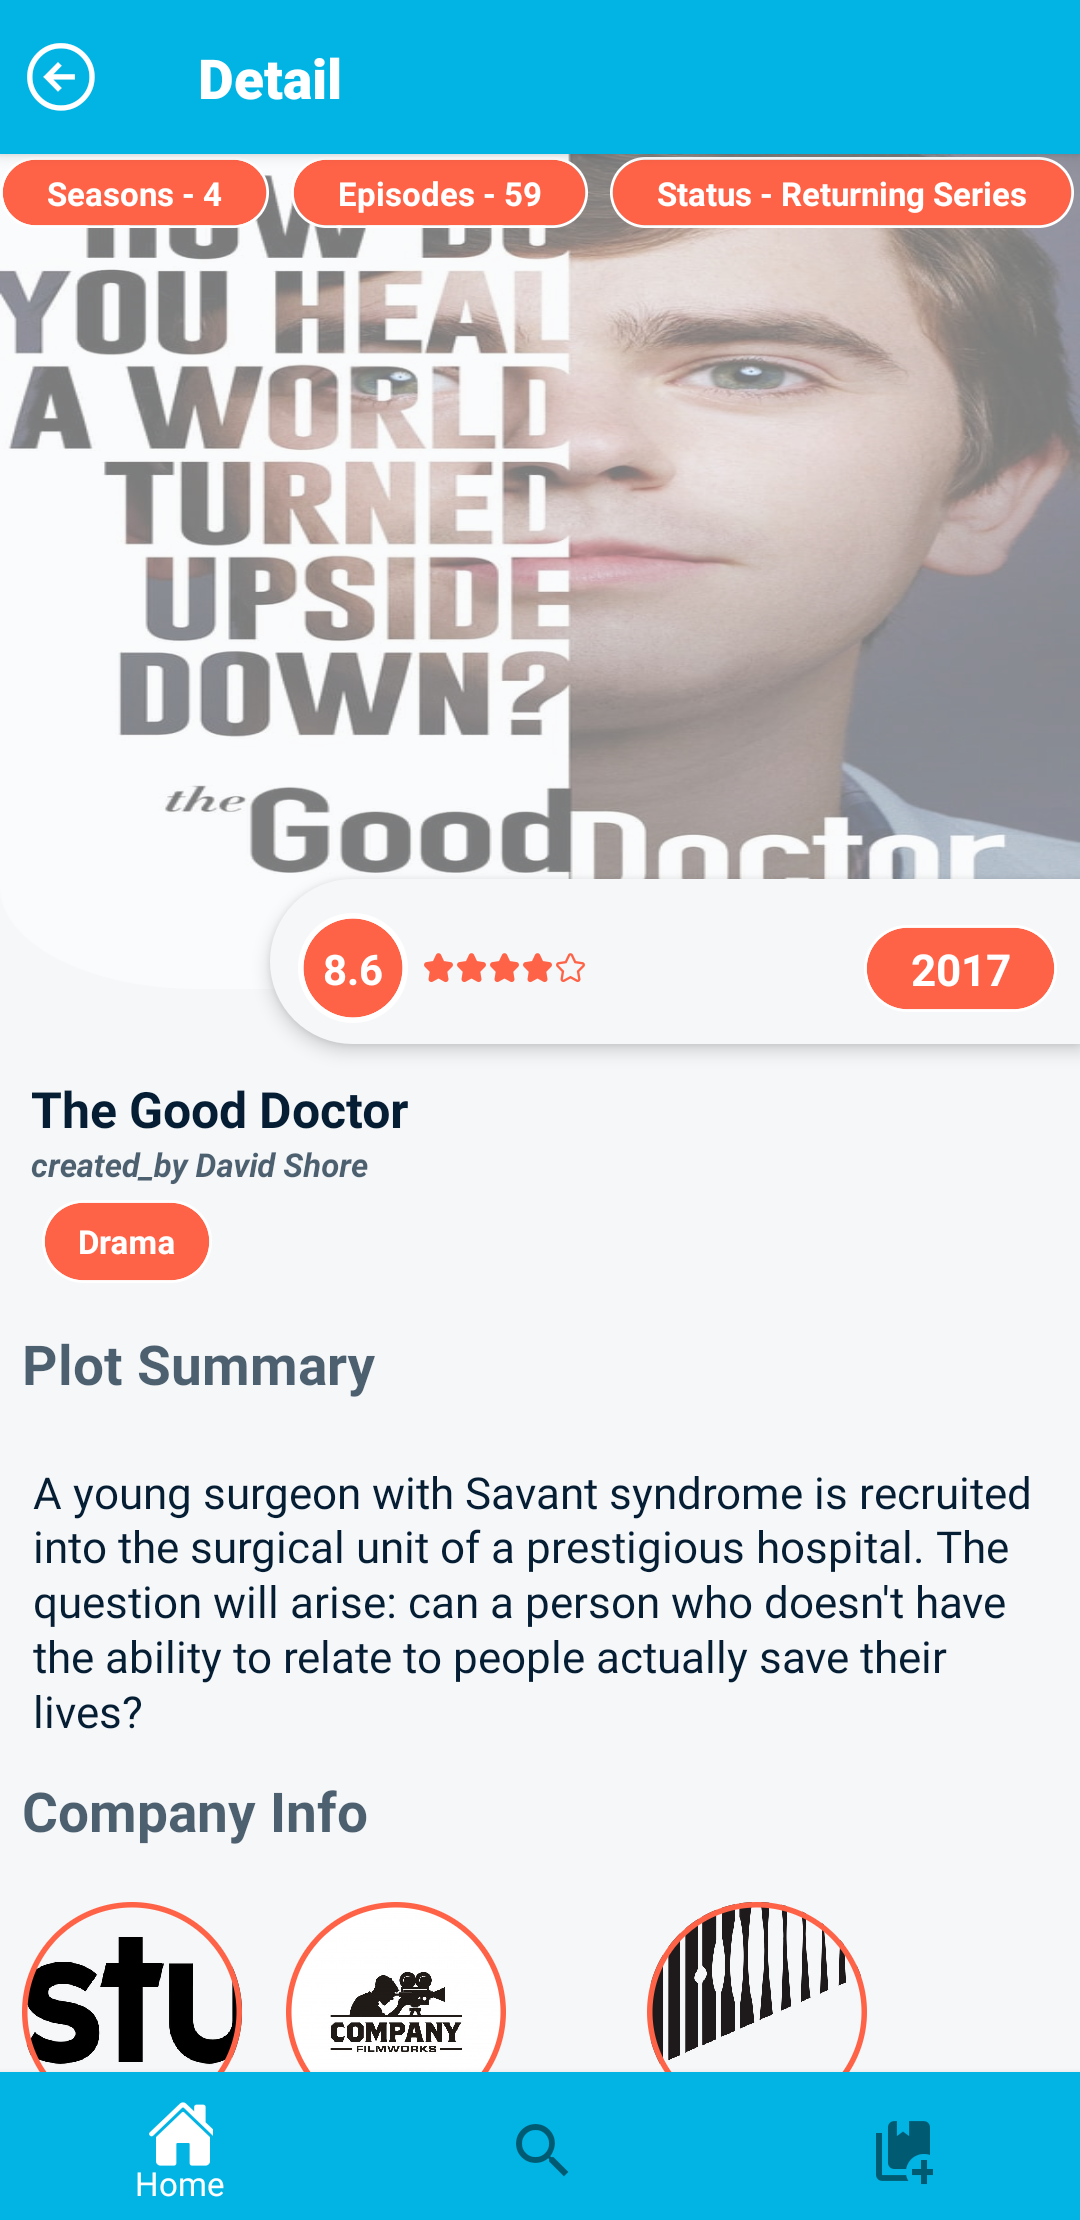 Detail
Seasons - 4
Episodes - 59
Status - Returning Series
HOW DO
YOU HEAL
A WORLD
TURNED
UPSIDE
DOWN?
the Good Doctor
8.6
2017
The Good Doctor
created_by David Shore
Drama
Plot Summary
A young surgeon with Savant syndrome is recruited
into the surgical unit of a prestigious hospital. The
question will arise: can a person who doesn't have
the ability to relate to people actually save their
lives?
Company Info
stu
COMPANY
FILMWORKS
Home